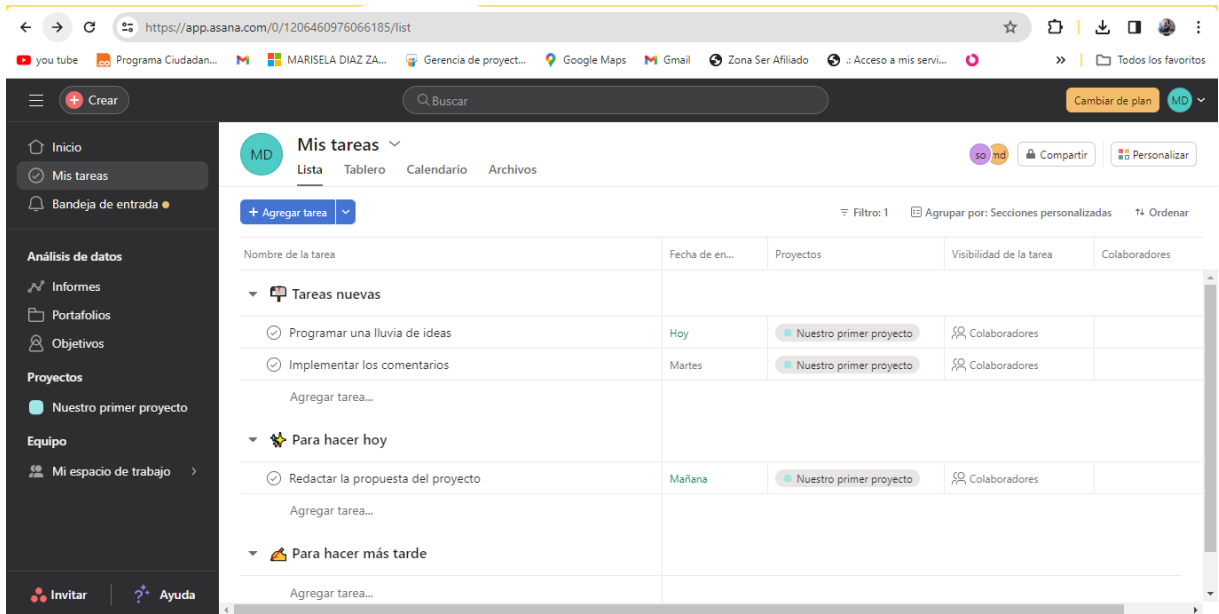 https://app.asana.com/0/1206460976066185/list
you tube Programa Ciudadan... MARISELA DIAZ ZA... Gerencia de proyect... Google Maps Gmail Zona Ser Afiliado .: Acceso a mis servi... » Todos los favoritos
Crear Buscar Cambiar de plan MD
Inicio
Mis tareas
Bandeja de entrada
Análisis de datos
Informes
Portafolios
Objetivos
Proyectos
Nuestro primer proyecto
Equipo
Mi espacio de trabajo
Invitar Ayuda
MD Mis tareas so md Compartir Personalizar
Lista Tablero Calendario Archivos
+ Agregar tarea Filtro: 1 Agrupar por: Secciones personalizadas Ordenar
Nombre de la tarea Fecha de en... Proyectos Visibilidad de la tarea Colaboradores
Tareas nuevas
Programar una lluvia de ideas Hoy Nuestro primer proyecto Colaboradores
Implementar los comentarios Martes Nuestro primer proyecto Colaboradores
Agregar tarea...
Para hacer hoy
Redactar la propuesta del proyecto Mañana Nuestro primer proyecto Colaboradores
Agregar tarea...
Para hacer más tarde
Agregar tarea...